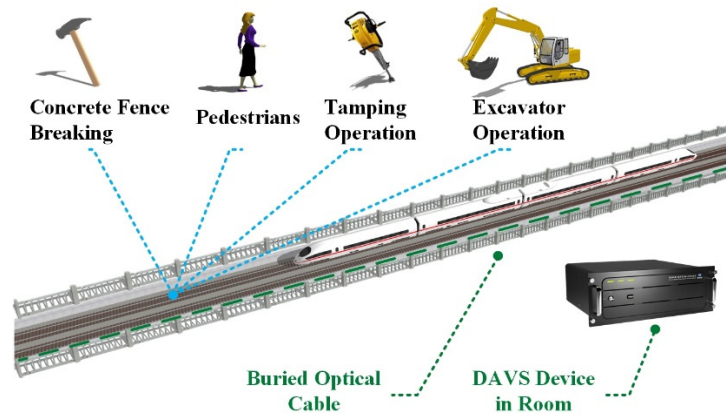 Concrete Fence
Breaking
Pedestrians
Tamping
Operation
Excavator
Operation
Buried Optical
Cable
DAVS Device
in Room